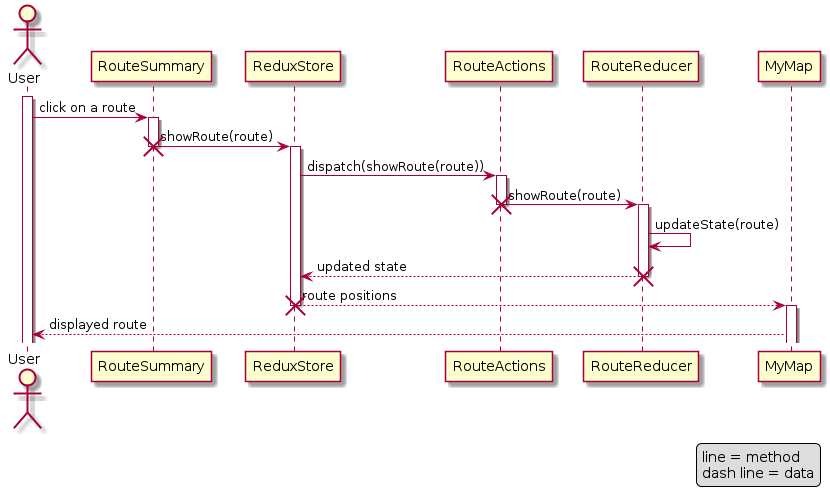 User
RouteSummary
ReduxStore
RouteActions
RouteReducer
MyMap
click on a route
showRoute(route)
dispatch(showRoute(route))
showRoute(route)
updateState(route)
updated state
route positions
displayed route
User
RouteSummary
ReduxStore
RouteActions
RouteReducer
MyMap
line = method
dash line = data